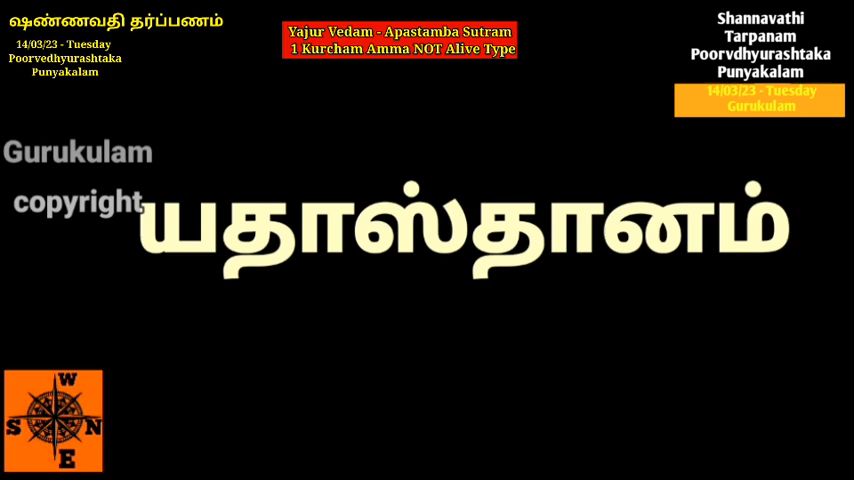 ஷண்ணவதி தர்ப்பணம்
14/03/23 - Tuesday
Poorvedhyurashtaka
Punyakalam
Yajur Vedam - Apastamba Sutram
1 Kurcham Amma NOT Alive Type
Shannavathi
Tarpanam
Poorvdhyurashtaka
Punyakalam
14/03/23 - Tuesday
Gurukulam
Gurukulam
copyright
யதாஸ்தானம்
W
S N
E